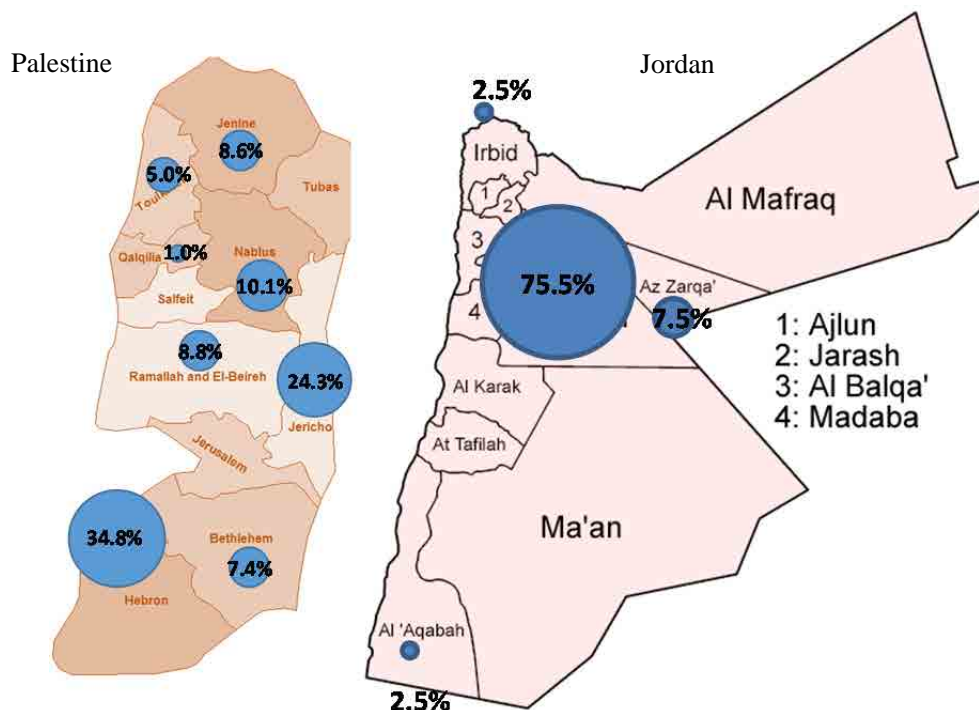 Palestine
Jenine
8.6%
5.0%
Tubas
Qalqilia
1.0%
Nablus
10.1%
Salfeit
8.8%
Ramallah and El-Beireh
24.3%
Jericho
Jerusalem
34.8%
Bethlehem
7.4%
Hebron
Jordan
2.5%
Irbid
1
2
Al Mafraq
3
75.5%
Az Zarqa'
7.5%
4
1: Ajlun
2: Jarash
3: Al Balqa'
4: Madaba
Al Karak
At Tafilah
Ma'an
Al 'Aqabah
2.5%